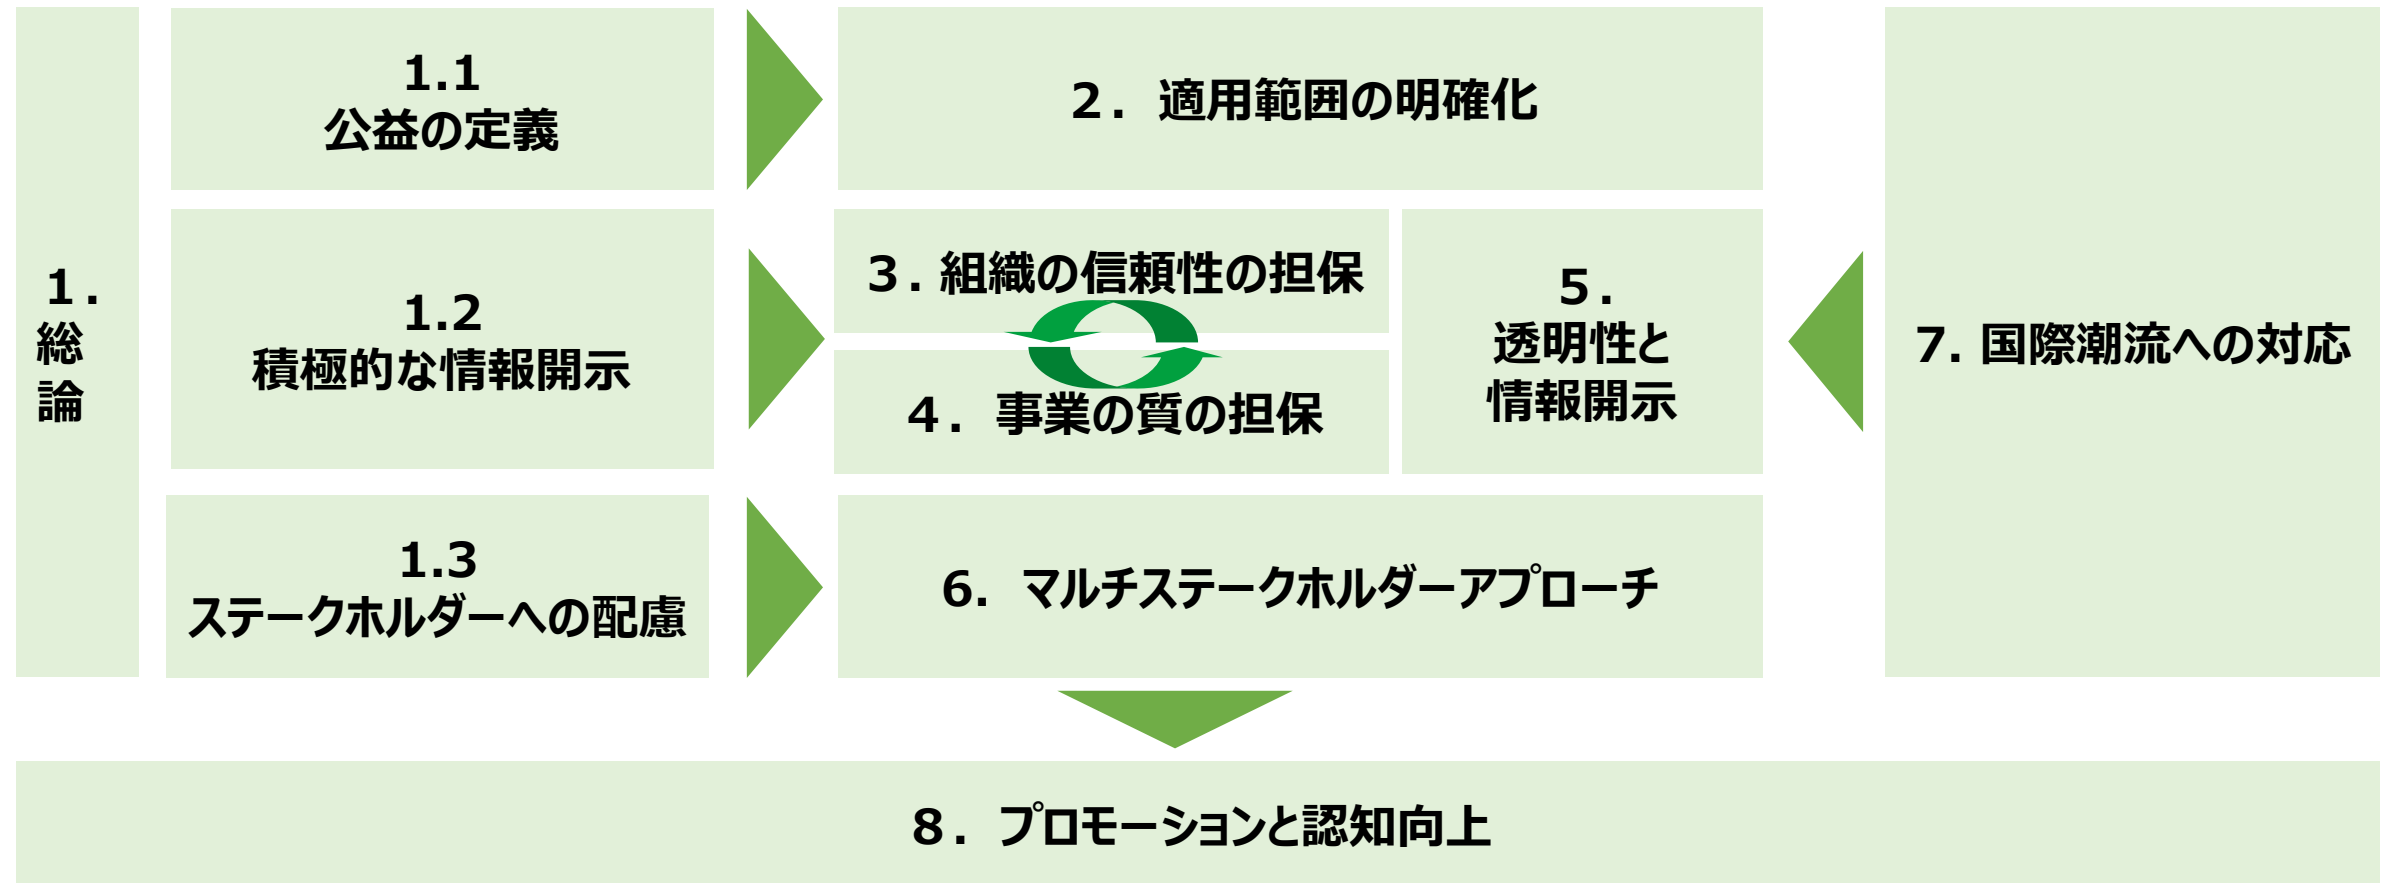 １．
総
論
1.1
公益の定義
1.2
積極的な情報開示
1.3
ステークホルダーへの配慮
２．適用範囲の明確化
３．組織の信頼性の担保
４．事業の質の担保
５．
透明性と
情報開示
6. マルチステークホルダーアプローチ
7. 国際潮流への対応
８．プロモーションと認知向上